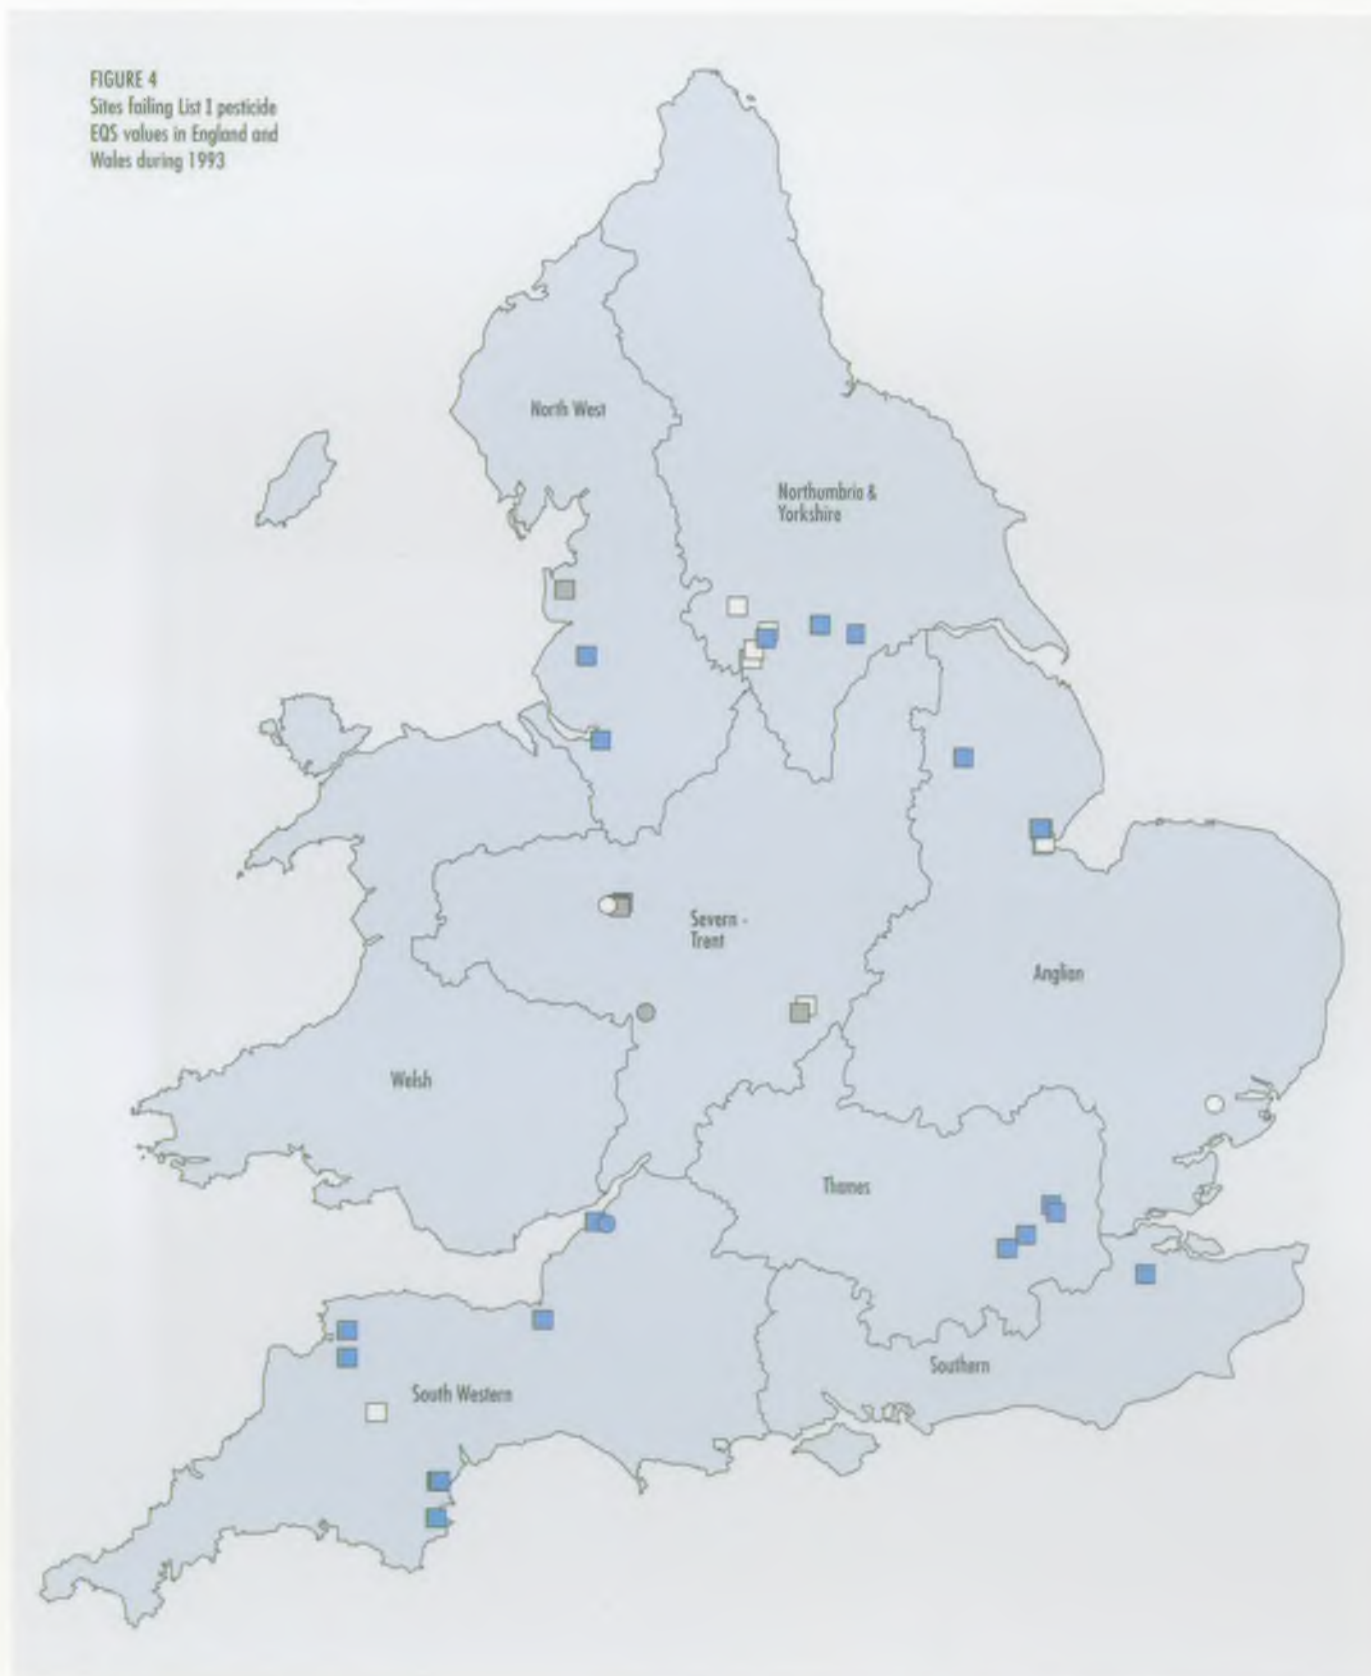 FIGURE 4
Sites failing List I pesticide
EQS values in England and
Wales during 1993
North West
Northumbria &
Yorkshire
Severn -
Trent
Anglian
Welsh
Thames
Southern
South Western